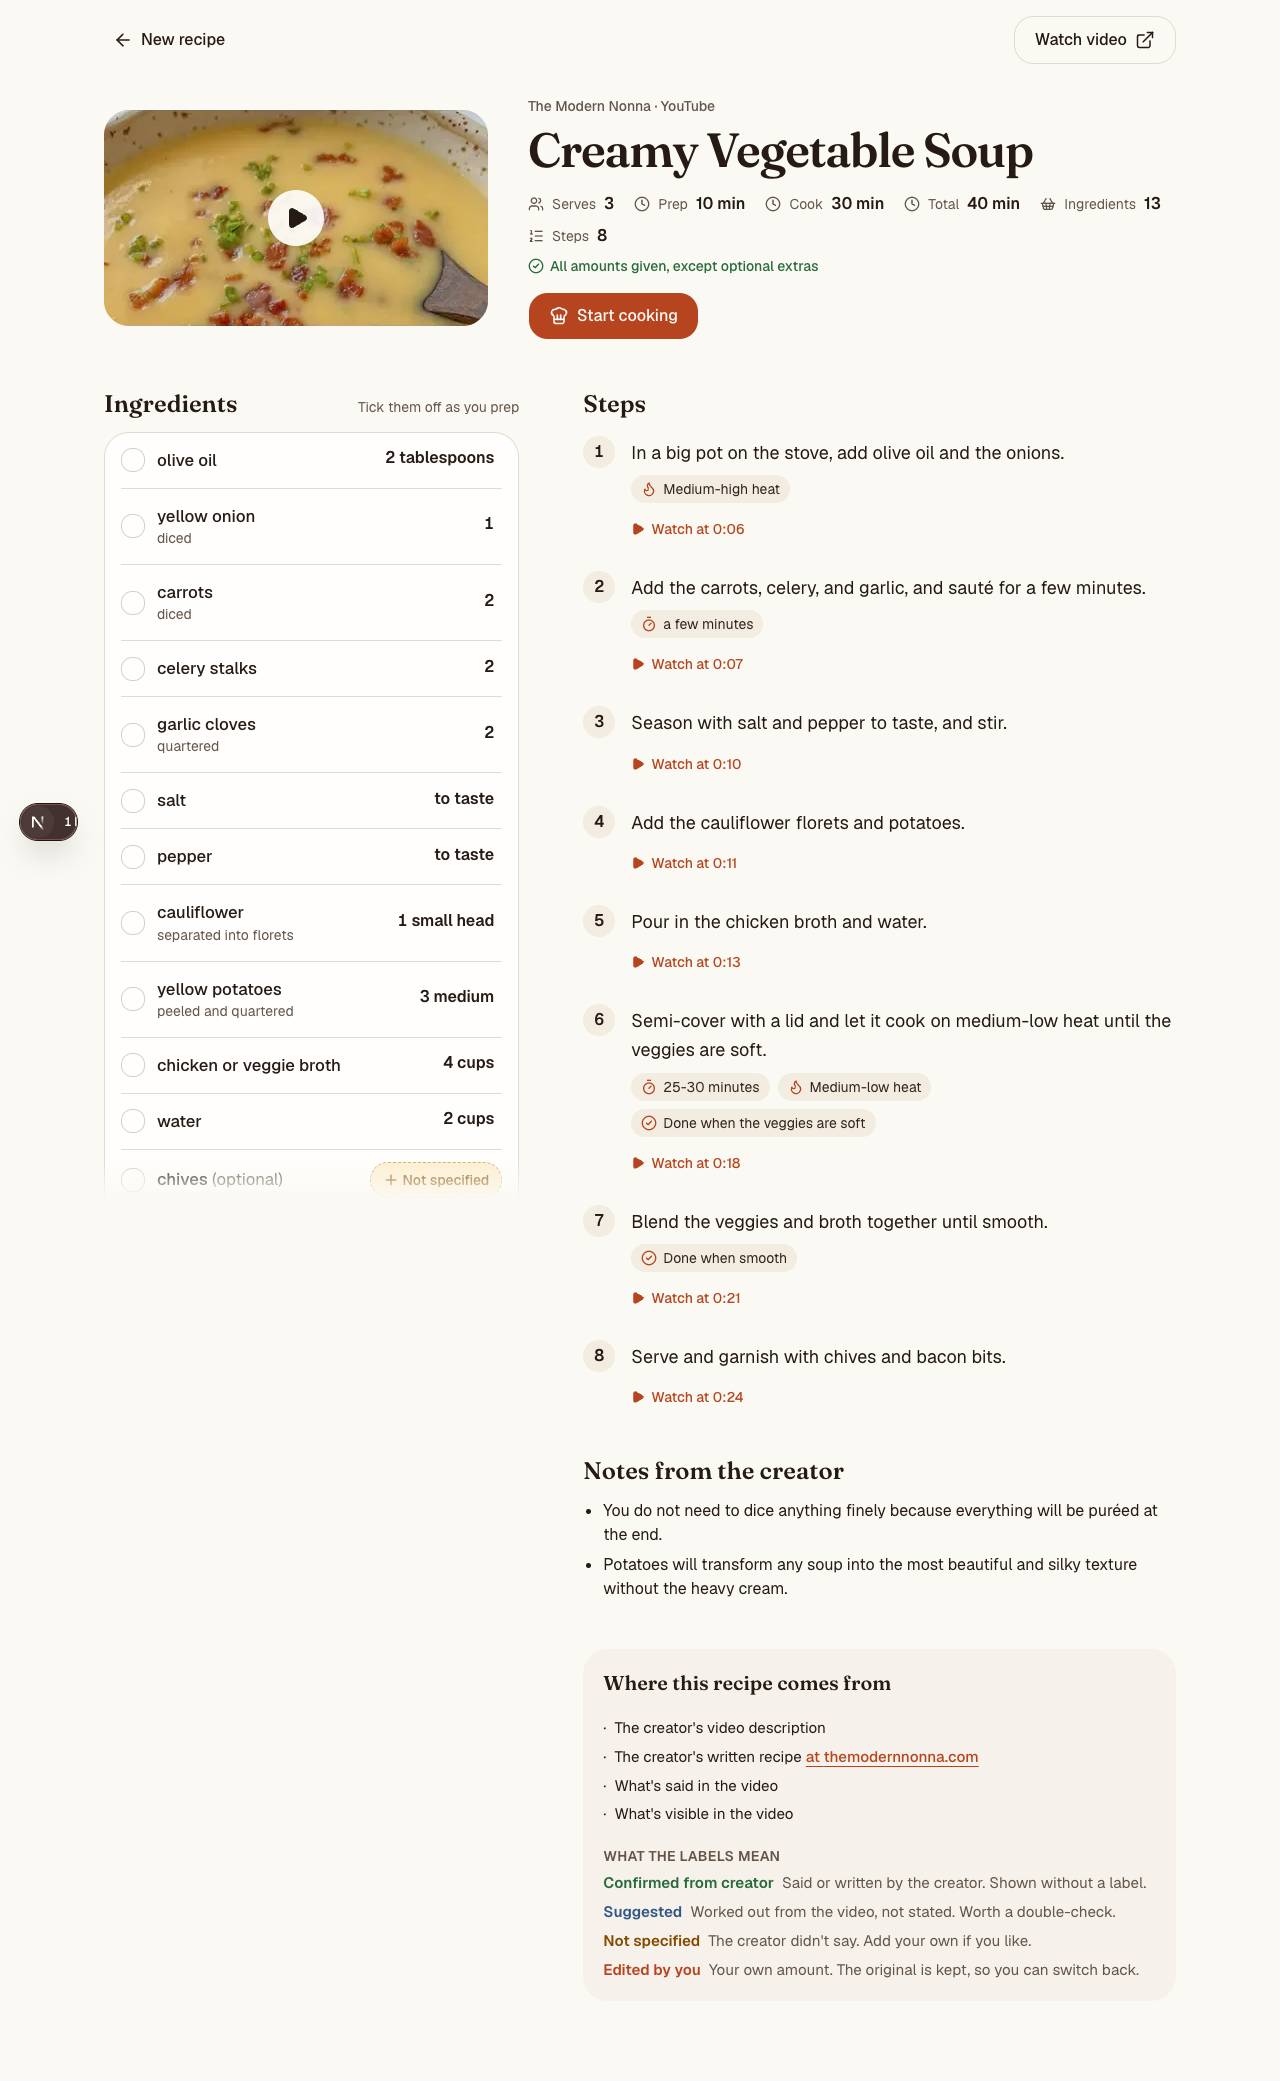 New recipe
Watch video
The Modern Nonna · YouTube
Creamy Vegetable Soup
Serves 3 Prep 10 min Cook 30 min Total 40 min Ingredients 13
Steps 8
All amounts given, except optional extras
Start cooking
Ingredients
Tick them off as you prep
olive oil 2 tablespoons
yellow onion 1
diced
carrots 2
diced
celery stalks 2
garlic cloves 2
quartered
salt to taste
pepper to taste
cauliflower 1 small head
separated into florets
yellow potatoes 3 medium
peeled and quartered
chicken or veggie broth 4 cups
water 2 cups
chives (optional) + Not specified
N 1
Steps
1 In a big pot on the stove, add olive oil and the onions.
Medium-high heat
Watch at 0:06
2 Add the carrots, celery, and garlic, and sauté for a few minutes.
a few minutes
Watch at 0:07
3 Season with salt and pepper to taste, and stir.
Watch at 0:10
4 Add the cauliflower florets and potatoes.
Watch at 0:11
5 Pour in the chicken broth and water.
Watch at 0:13
6 Semi-cover with a lid and let it cook on medium-low heat until the
veggies are soft.
25-30 minutes Medium-low heat
Done when the veggies are soft
Watch at 0:18
7 Blend the veggies and broth together until smooth.
Done when smooth
Watch at 0:21
8 Serve and garnish with chives and bacon bits.
Watch at 0:24
Notes from the creator
• You do not need to dice anything finely because everything will be puréed at
the end.
• Potatoes will transform any soup into the most beautiful and silky texture
without the heavy cream.
Where this recipe comes from
· The creator's video description
· The creator's written recipe at themodernnonna.com
· What's said in the video
· What's visible in the video
WHAT THE LABELS MEAN
Confirmed from creator Said or written by the creator. Shown without a label.
Suggested Worked out from the video, not stated. Worth a double-check.
Not specified The creator didn't say. Add your own if you like.
Edited by you Your own amount. The original is kept, so you can switch back.